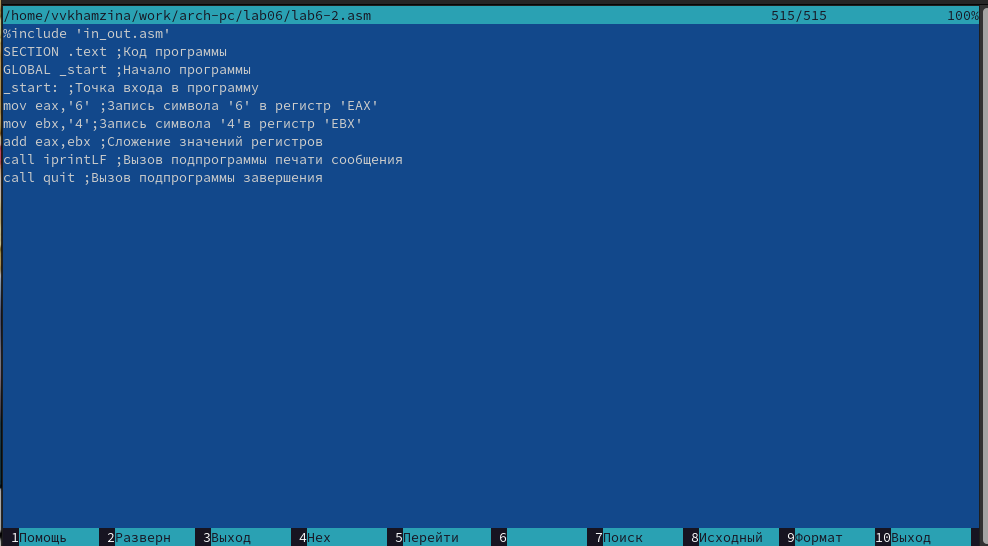 /home/vvkhamzina/work/arch-pc/lab06/lab6-2.asm 515/515 100%
%include 'in_out.asm'
SECTION .text ;Код программы
GLOBAL _start ;Начало программы
_start: ;Точка входа в программу
mov eax,'6' ;Запись символа '6' в регистр 'EAX'
mov ebx,'4';Запись символа '4'в регистр 'EBX'
add eax,ebx ;Сложение значений регистров
call iprintLF ;Вызов подпрограммы печати сообщения
call quit ;Вызов подпрограммы завершения
1Помощь 2Разверн 3Выход 4Hex 5Перейти 6 7Поиск 8Исходный 9Формат 10Выход